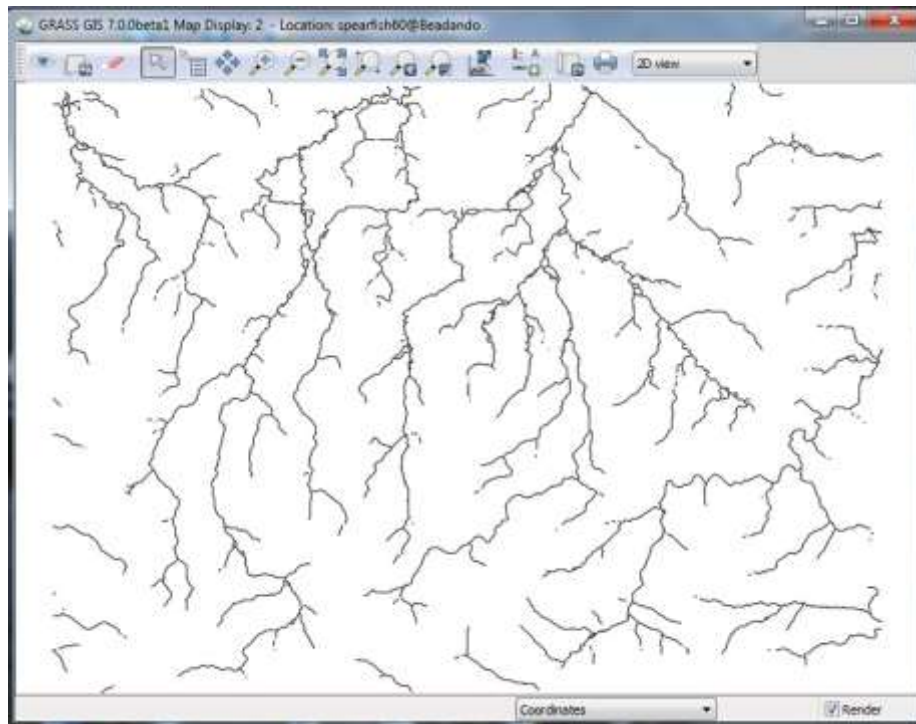 GRASS GIS 7.0.0beta1 Map Display: 2 - Location: spearfish60@Beadando
2D view
Coordinates
Render